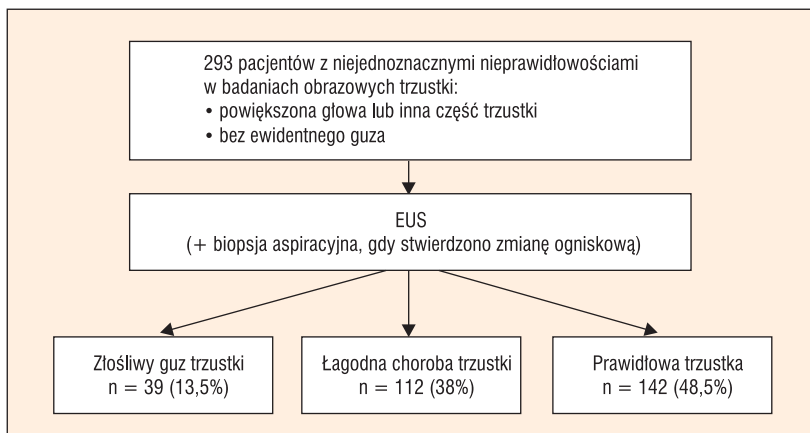 293 pacjentów z niejednoznacznymi nieprawidłowościami
w badaniach obrazowych trzustki:
• powiększona głowa lub inna część trzustki
• bez ewidentnego guza
EUS
(+ biopsja aspiracyjna, gdy stwierdzono zmianę ogniskową)
Złośliwy guz trzustki
n = 39 (13,5%)
Łagodna choroba trzustki
n = 112 (38%)
Prawidłowa trzustka
n = 142 (48,5%)